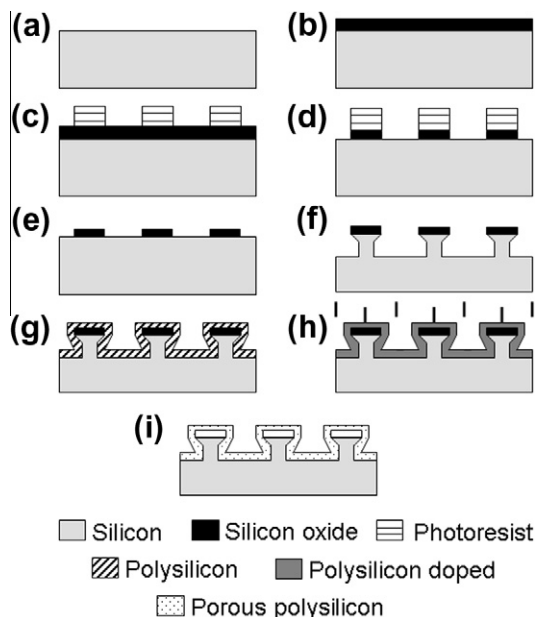 (a)
(b)
(c)
(d)
(e)
(f)
(g)
(h)
(i)
Silicon
Silicon oxide
Photoresist
Polysilicon
Polysilicon doped
Porous polysilicon